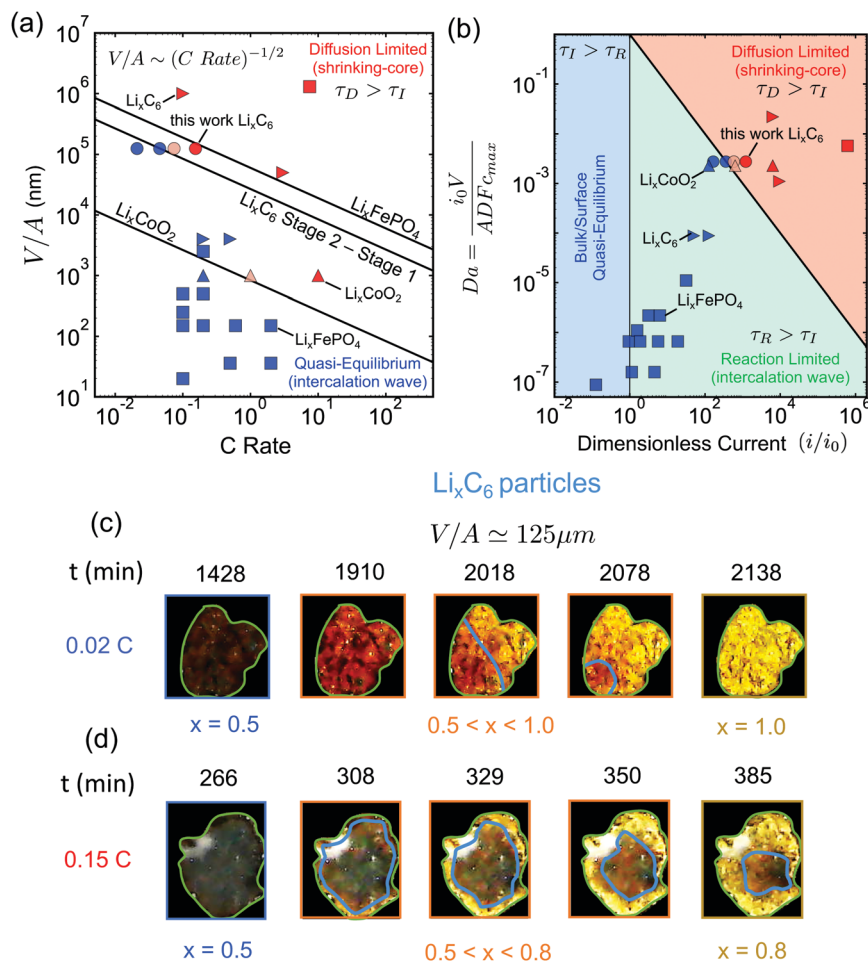 (a)
10^7
10^6
10^5
10^4
10^3
10^2
10^1
V/A (nm)
V/A ∼ (C Rate)^{-1/2}
Diffusion Limited
(shrinking-core)
τ_D > τ_I
Li_xC_6
this work Li_xC_6
Li_xFePO_4
Li_xC_6 Stage 2 – Stage 1
Li_xCoO_2
Li_xCoO_2
Li_xFePO_4
Quasi-Equilibrium
(intercalation wave)
10^{-2}
10^{-1}
10^0
10^1
10^2
C Rate
(b)
10^{-1}
10^{-3}
10^{-5}
10^{-7}
Da = i_0V / ADFc_{max}
τ_I > τ_R
Diffusion Limited
(shrinking-core)
τ_D > τ_I
this work Li_xC_6
Li_xCoO_2
Li_xC_6
Li_xFePO_4
Bulk/Surface
Quasi-Equilibrium
τ_R > τ_I
Reaction Limited
(intercalation wave)
10^{-2}
10^0
10^2
10^4
10^6
Dimensionless Current (i/i_0)
Li_xC_6 particles
(c)
V/A ≃ 125μm
t (min)
1428
1910
2018
2078
2138
0.02 C
x = 0.5
0.5 < x < 1.0
x = 1.0
(d)
t (min)
266
308
329
350
385
0.15 C
x = 0.5
0.5 < x < 0.8
x = 0.8